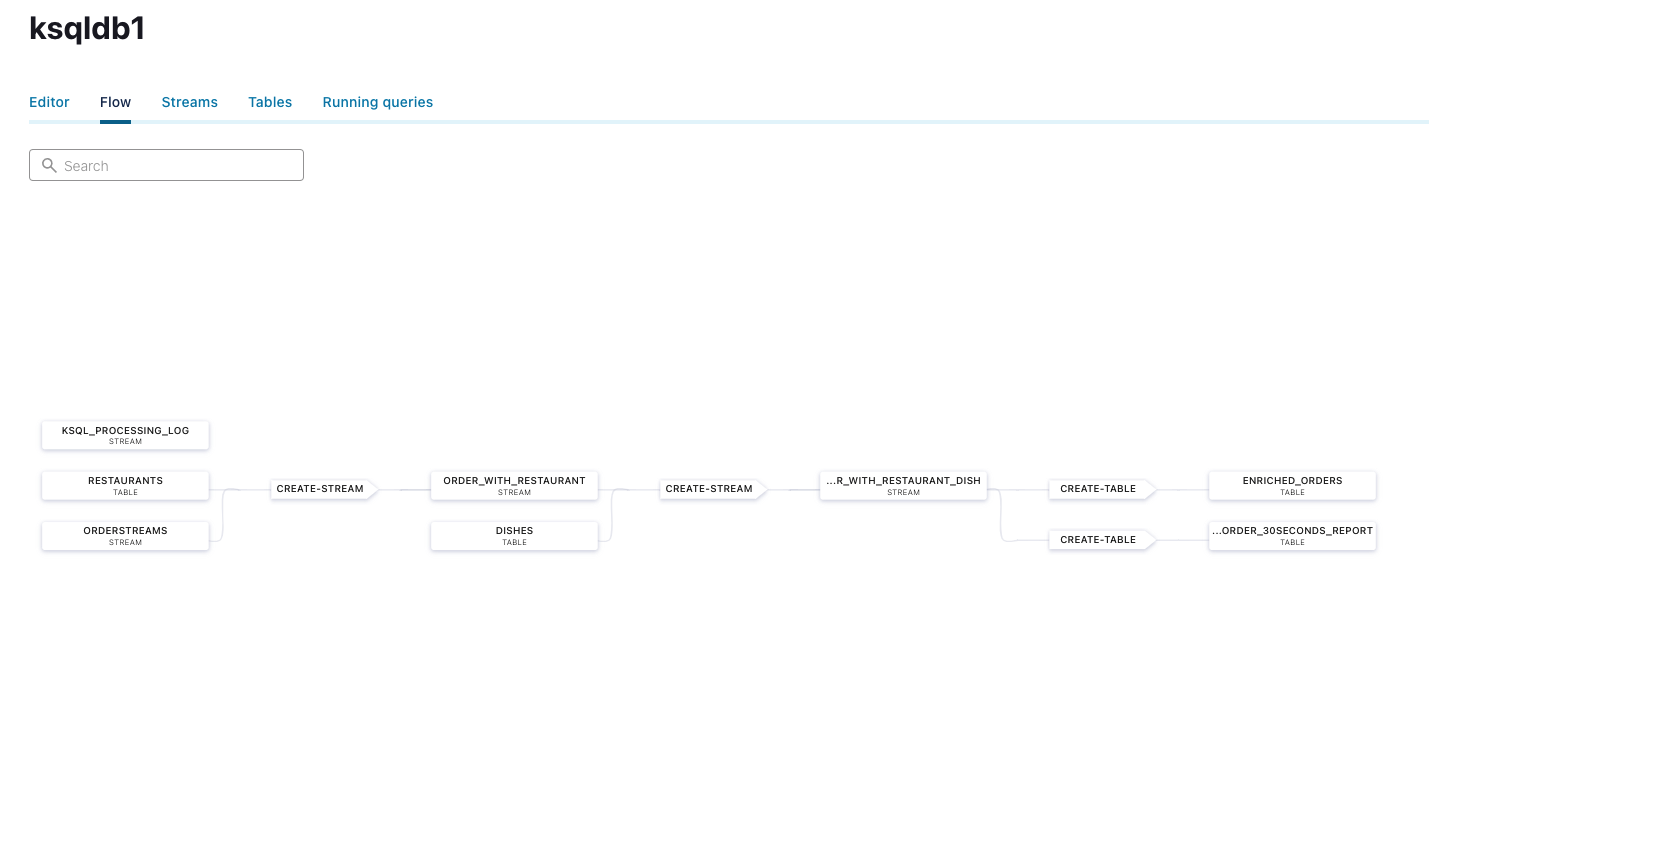 ksqldb1
Editor Flow Streams Tables Running queries
Search
KSQL_PROCESSING_LOG
STREAM
RESTAURANTS
TABLE
CREATE-STREAM
ORDER_WITH_RESTAURANT
STREAM
CREATE-STREAM
...R_WITH_RESTAURANT_DISH
STREAM
CREATE-TABLE
ENRICHED_ORDERS
TABLE
ORDERSTREAMS
STREAM
DISHES
TABLE
CREATE-TABLE
...ORDER_30SECONDS_REPORT
TABLE